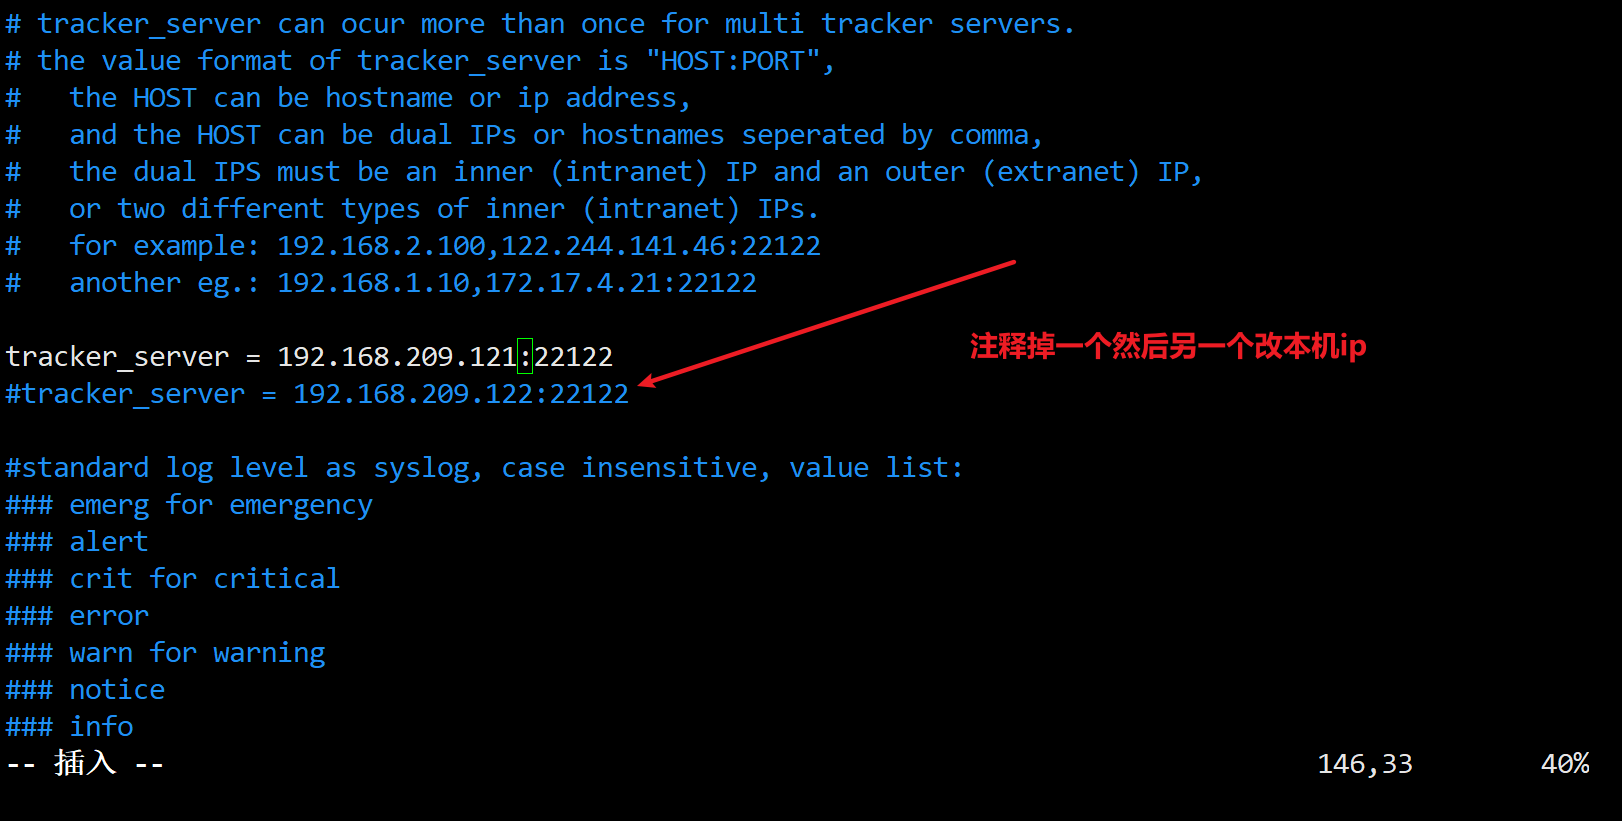 # tracker_server can ocur more than once for multi tracker servers.
# the value format of tracker_server is "HOST:PORT",
#   the HOST can be hostname or ip address,
#   and the HOST can be dual IPs or hostnames seperated by comma,
#   the dual IPS must be an inner (intranet) IP and an outer (extranet) IP,
#   or two different types of inner (intranet) IPs.
#   for example: 192.168.2.100,122.244.141.46:22122
#   another eg.: 192.168.1.10,172.17.4.21:22122
tracker_server = 192.168.209.121:22122
注释掉一个然后另一个改本机ip
#tracker_server = 192.168.209.122:22122
#standard log level as syslog, case insensitive, value list:
### emerg for emergency
### alert
### crit for critical
### error
### warn for warning
### notice
### info
-- 插入 -- 146,33 40%